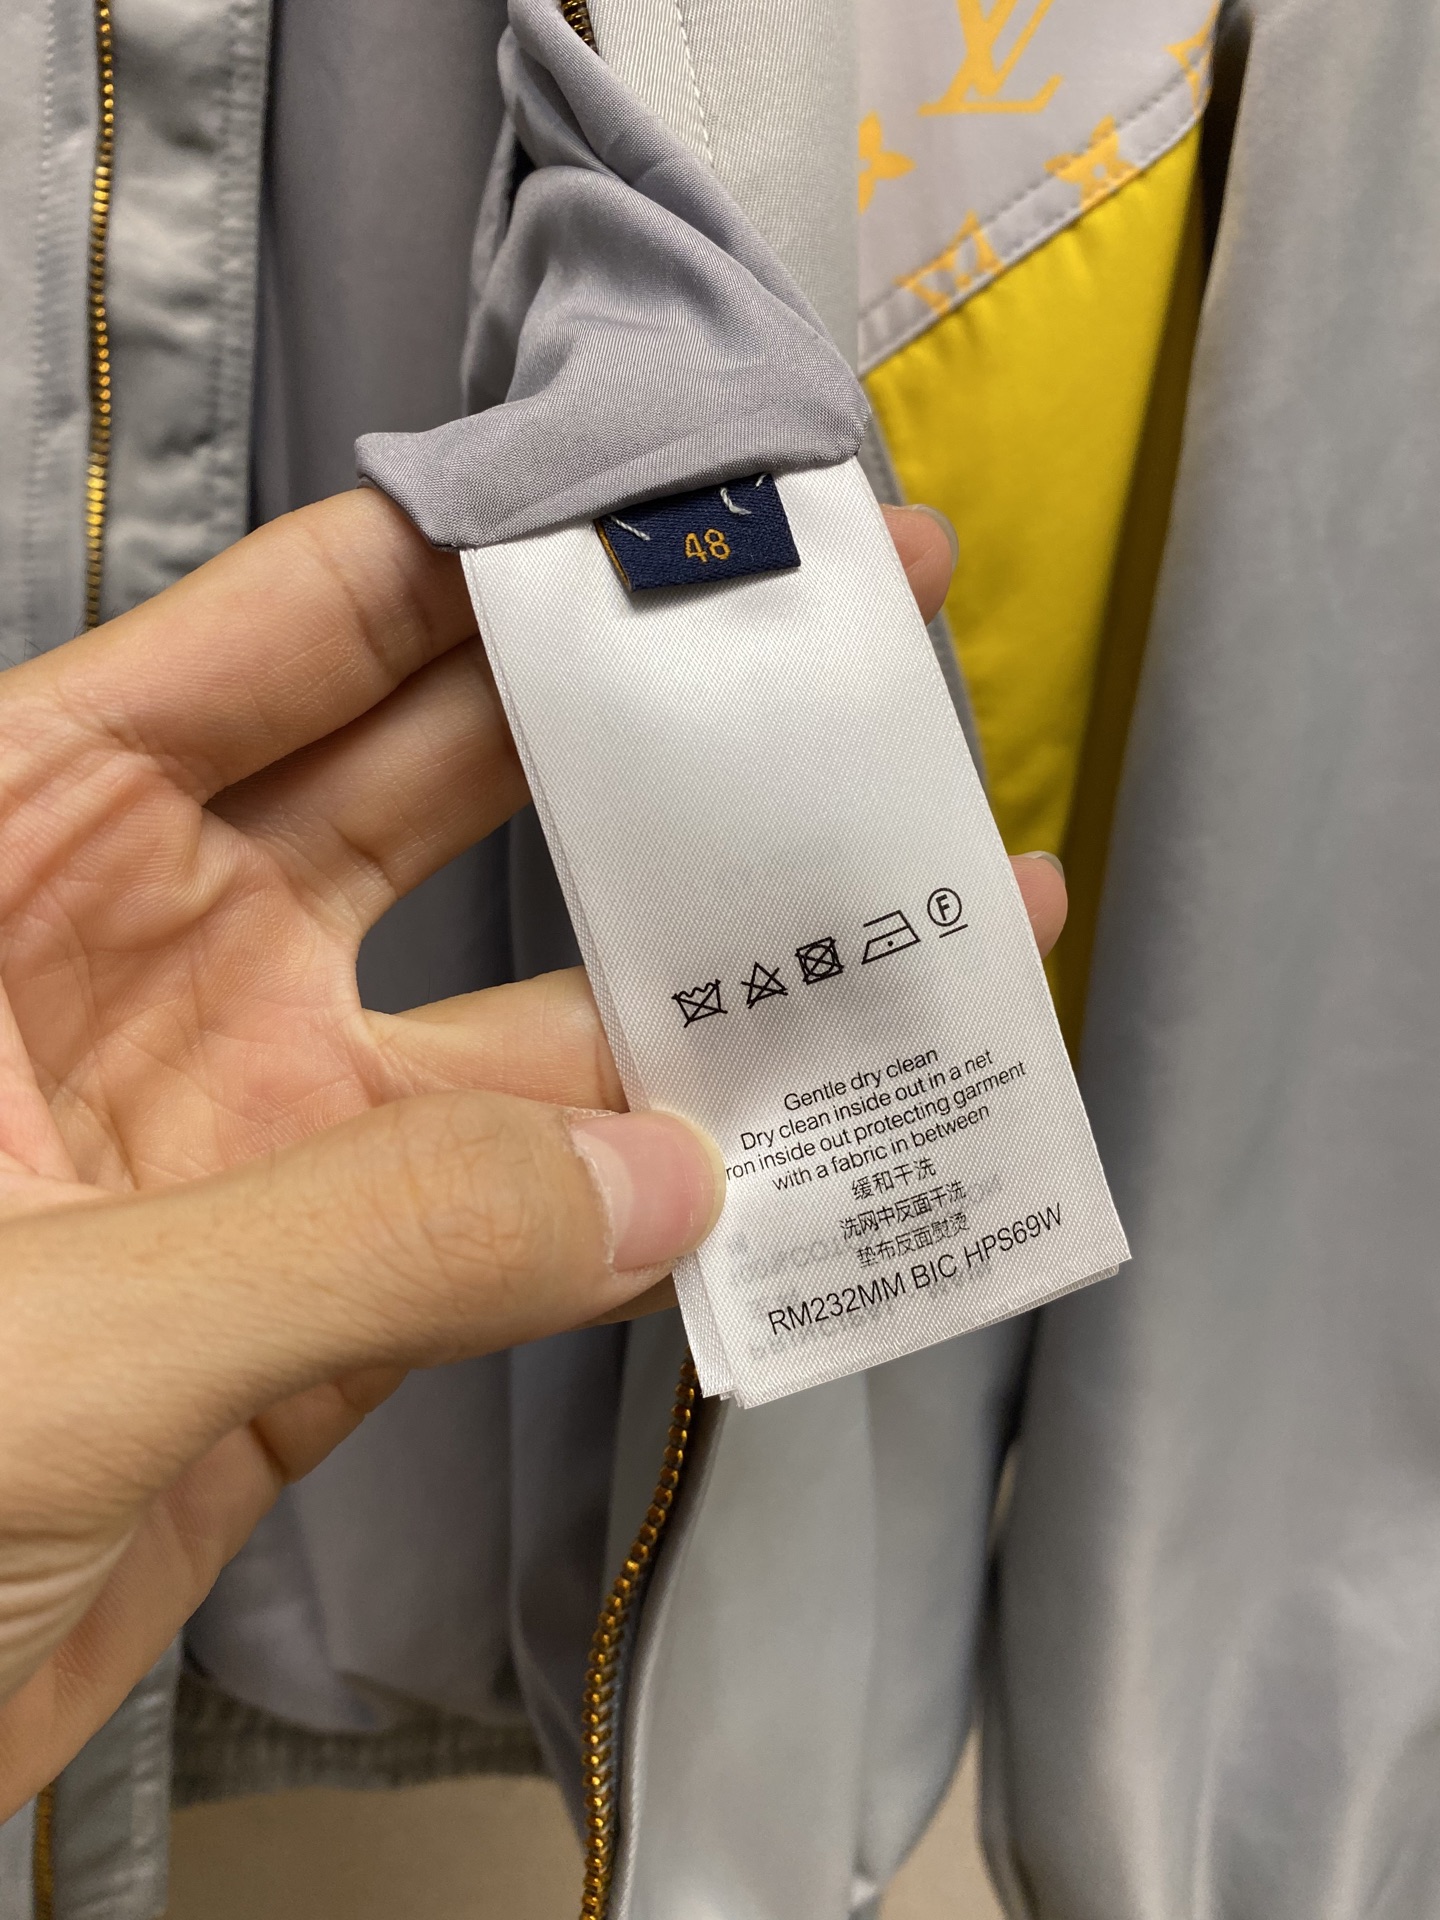 LV
48
F
Gentle dry clean
Dry clean inside out in a net
ron inside out protecting garment
with a fabric in between
缓和干洗
洗网中反面干洗
垫布反面熨烫
RM232MM BIC HPS69W